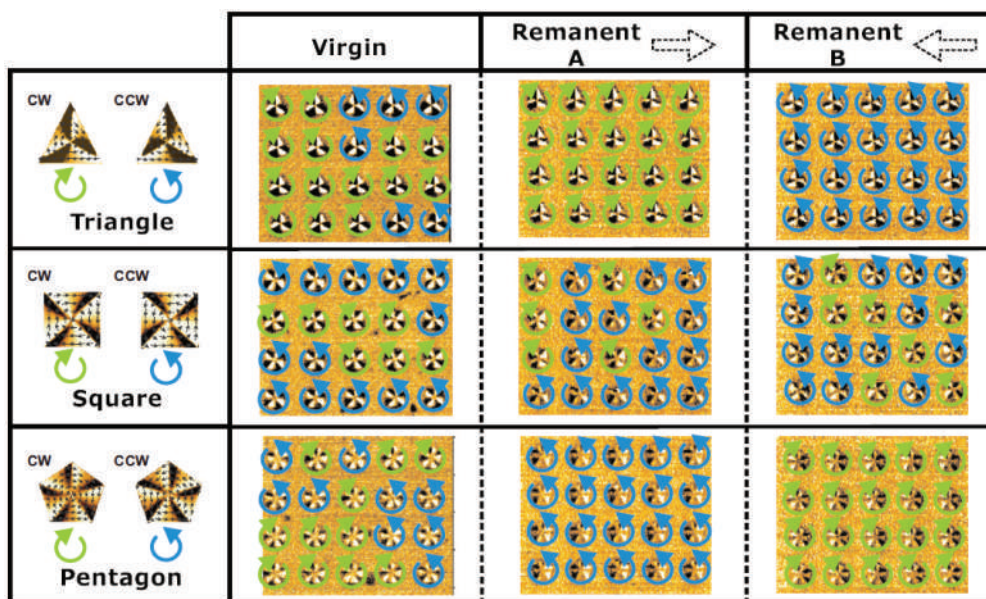 Virgin
Remanent
A
Remanent
B
CW CCW
Triangle
CW CCW
Square
CW CCW
Pentagon